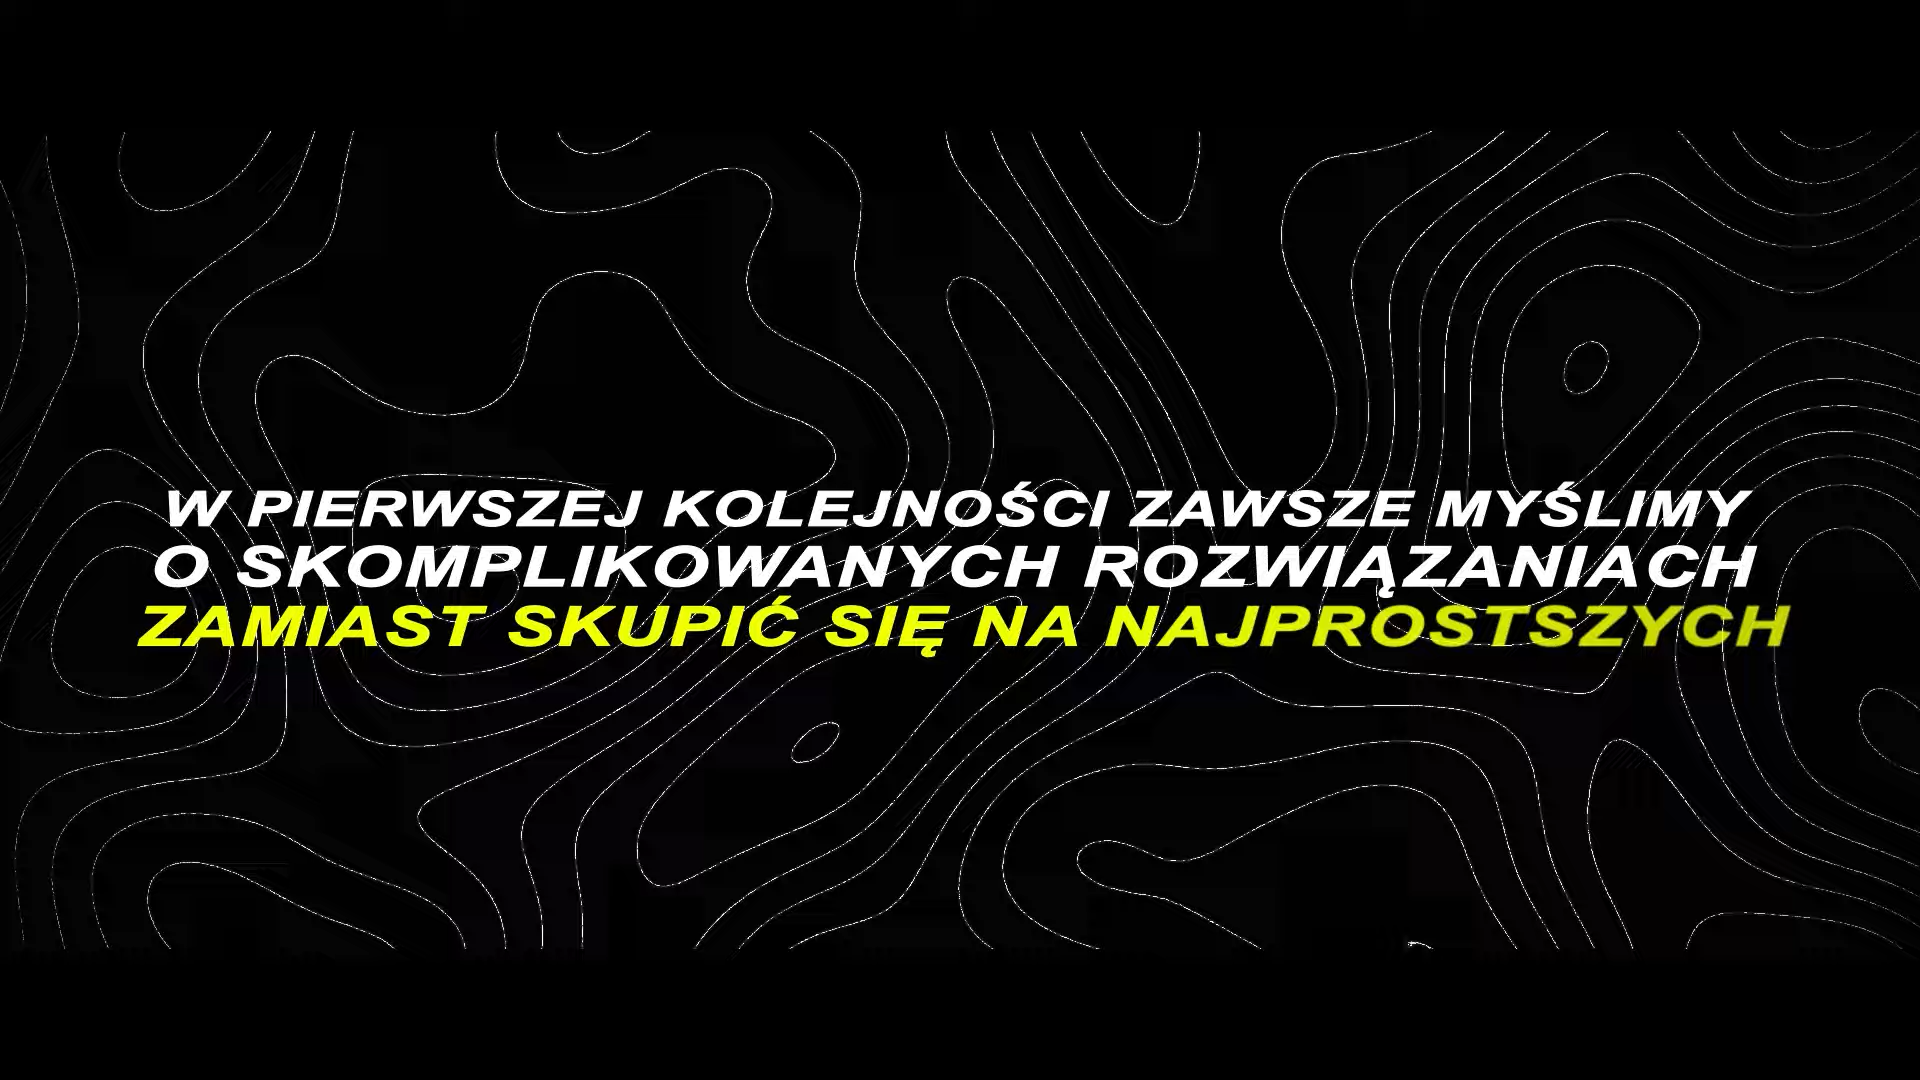 W PIERWSZEJ KOLEJNOŚCI ZAWSZE MYŚLIMY
O SKOMPLIKOWANYCH ROZWIĄZANIACH
ZAMIAST SKUPIĆ SIĘ NA NAJPROSTSZYCH